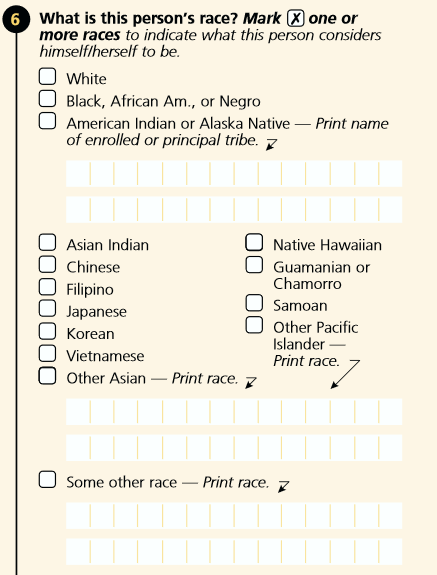 6 What is this person's race? Mark X one or
more races to indicate what this person considers
himself/herself to be.
White
Black, African Am., or Negro
American Indian or Alaska Native — Print name
of enrolled or principal tribe.
Asian Indian
Chinese
Filipino
Japanese
Korean
Vietnamese
Other Asian — Print race.
Native Hawaiian
Guamanian or
Chamorro
Samoan
Other Pacific
Islander —
Print race.
Some other race — Print race.